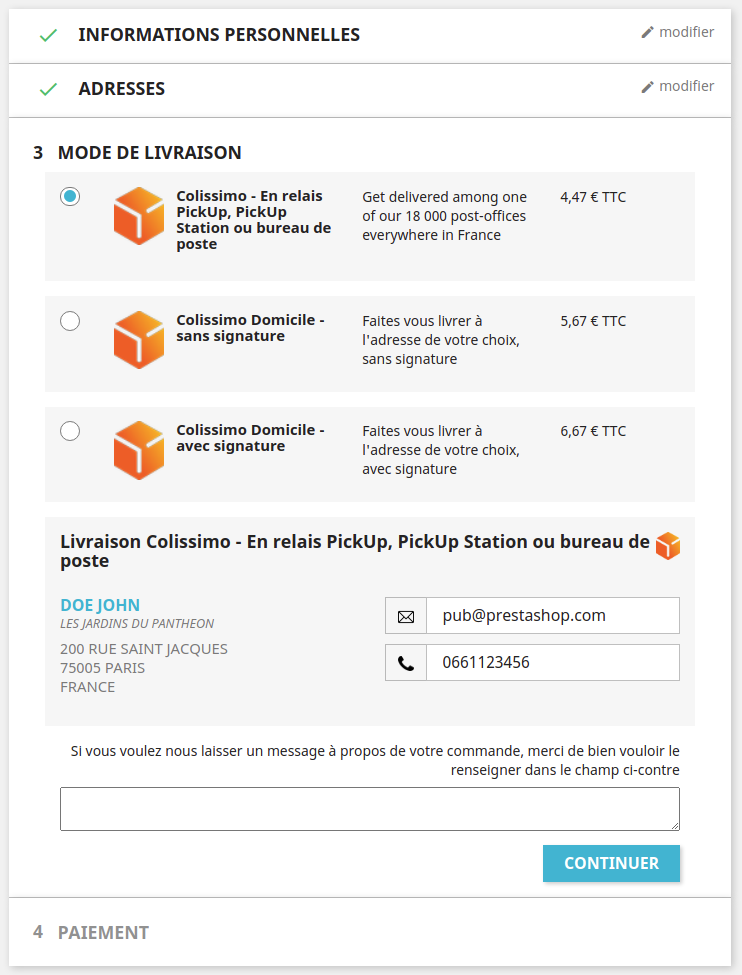 INFORMATIONS PERSONNELLES
modifier
ADRESSES
modifier
3 MODE DE LIVRAISON
Colissimo - En relais
PickUp, PickUp
Station ou bureau de
poste
Get delivered among one
of our 18 000 post-offices
everywhere in France
4,47 € TTC
Colissimo Domicile -
sans signature
Faites vous livrer à
l'adresse de votre choix,
sans signature
5,67 € TTC
Colissimo Domicile -
avec signature
Faites vous livrer à
l'adresse de votre choix,
avec signature
6,67 € TTC
Livraison Colissimo - En relais PickUp, PickUp Station ou bureau de
poste
DOE JOHN
LES JARDINS DU PANTHEON
200 RUE SAINT JACQUES
75005 PARIS
FRANCE
pub@prestashop.com
0661123456
Si vous voulez nous laisser un message à propos de votre commande, merci de bien vouloir le
renseigner dans le champ ci-contre
CONTINUER
4 PAIEMENT